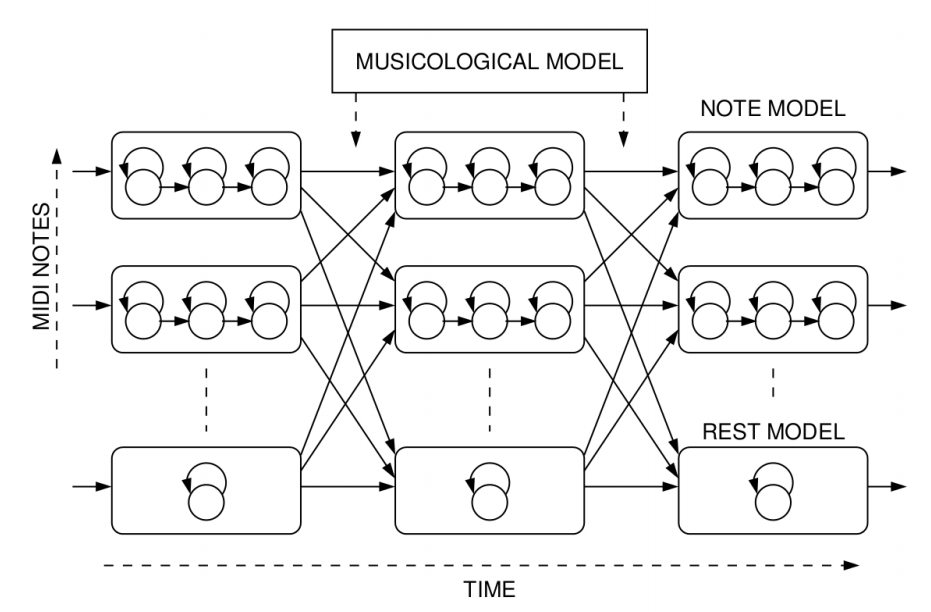 MUSICOLOGICAL MODEL
NOTE MODEL
MIDI NOTES
REST MODEL
TIME